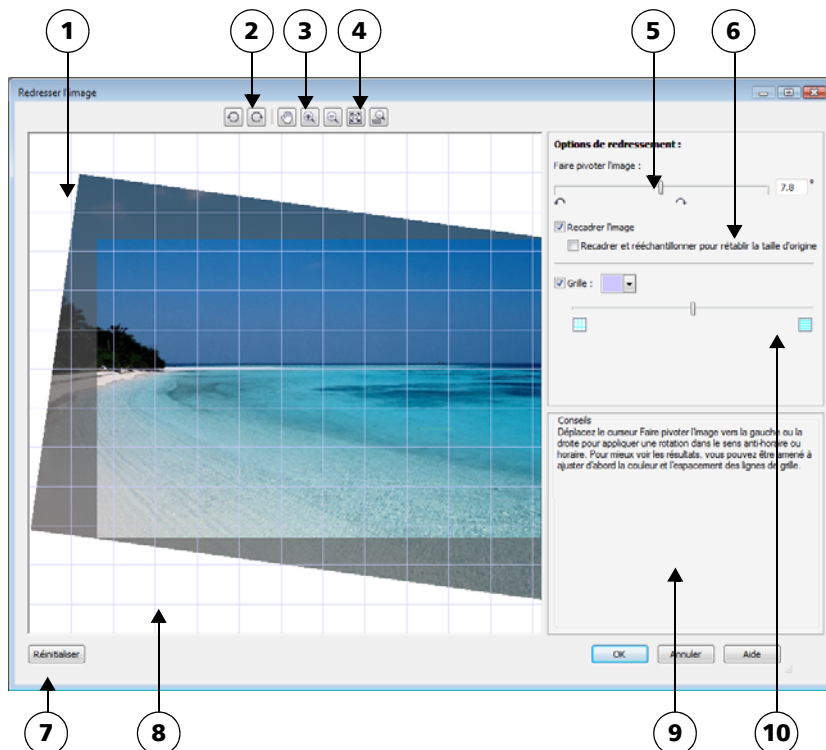 1 2 3 4 5 6
Redresser l'image
Options de redressement :
Faire pivoter l'image :
7.8 °
Recadrer l'image
Recadrer et rééchantillonner pour rétablir la taille d'origine
Grille :
Conseils
Déplacez le curseur Faire pivoter l'image vers la gauche ou la
droite pour appliquer une rotation dans le sens anti-horaire ou
horaire. Pour mieux voir les résultats, vous pouvez être amené à
ajuster d'abord la couleur et l'espacement des lignes de grille.
Réinitialiser
OK Annuler Aide
7 8 9 10